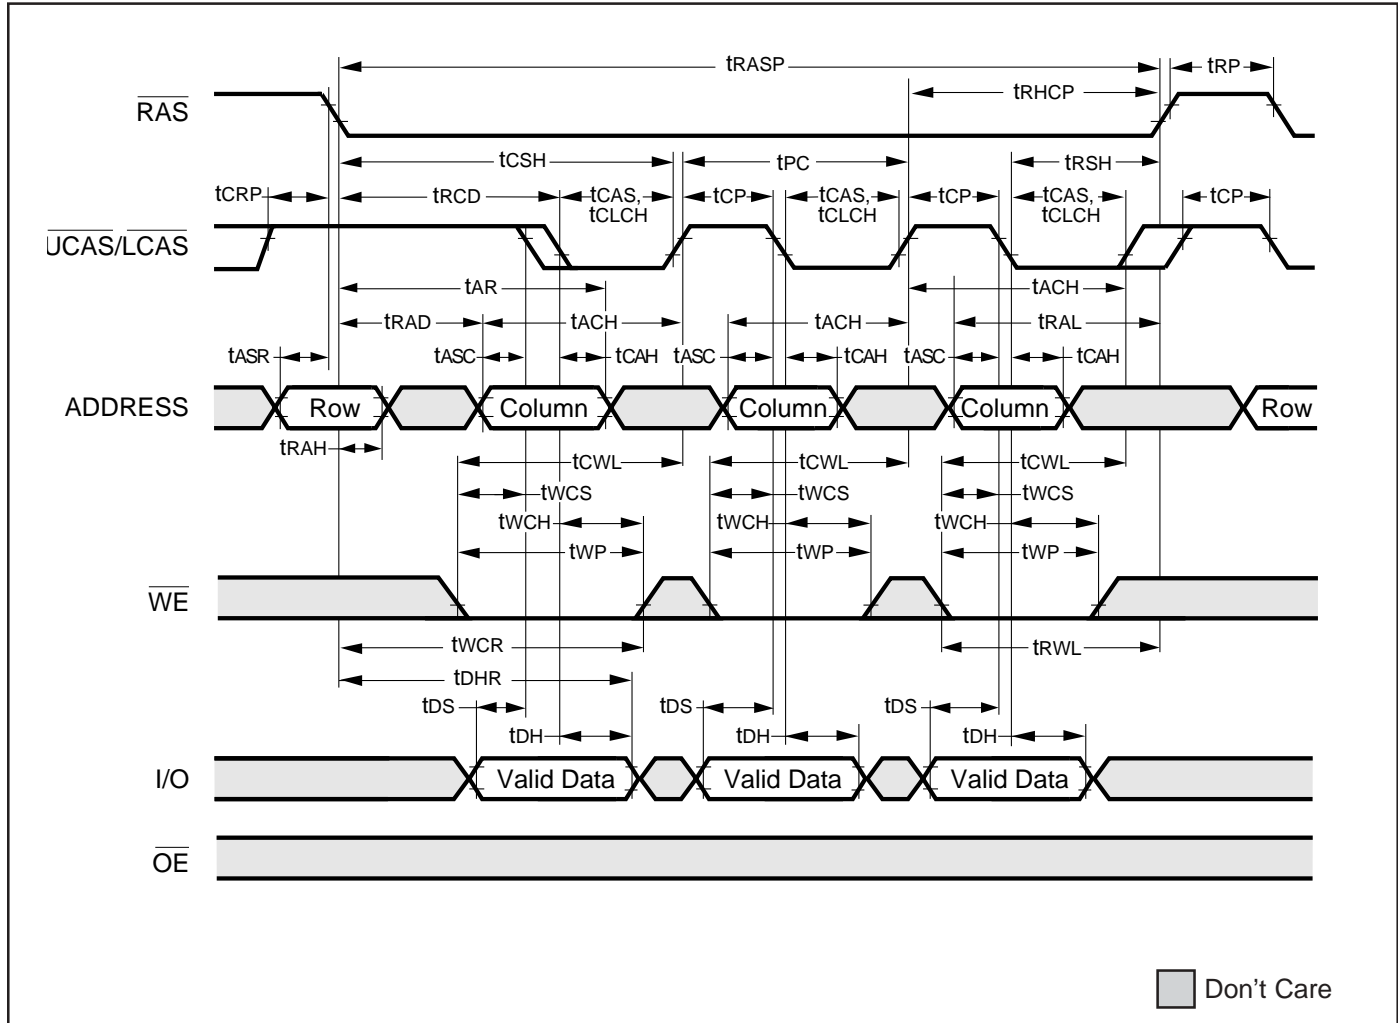 tRASP
tRP
tRHCP
RAS
tCSH
tPC
tRSH
tCRP
tRCD
tCAS,
tCLCH
tCP
tCAS,
tCLCH
tCP
tCAS,
tCLCH
tCP
UCAS/LCAS
tAR
tACH
tRAD
tACH
tACH
tRAL
tASR
tASC
tCAH
tASC
tCAH
tASC
tCAH
ADDRESS
Row
Column
Column
Column
Row
tRAH
tCWL
tCWL
tCWL
tWCS
tWCS
tWCS
tWCH
tWCH
tWCH
tWP
tWP
tWP
WE
tWCR
tRWL
tDHR
tDS
tDS
tDS
tDH
tDH
tDH
I/O
Valid Data
Valid Data
Valid Data
OE
Don't Care